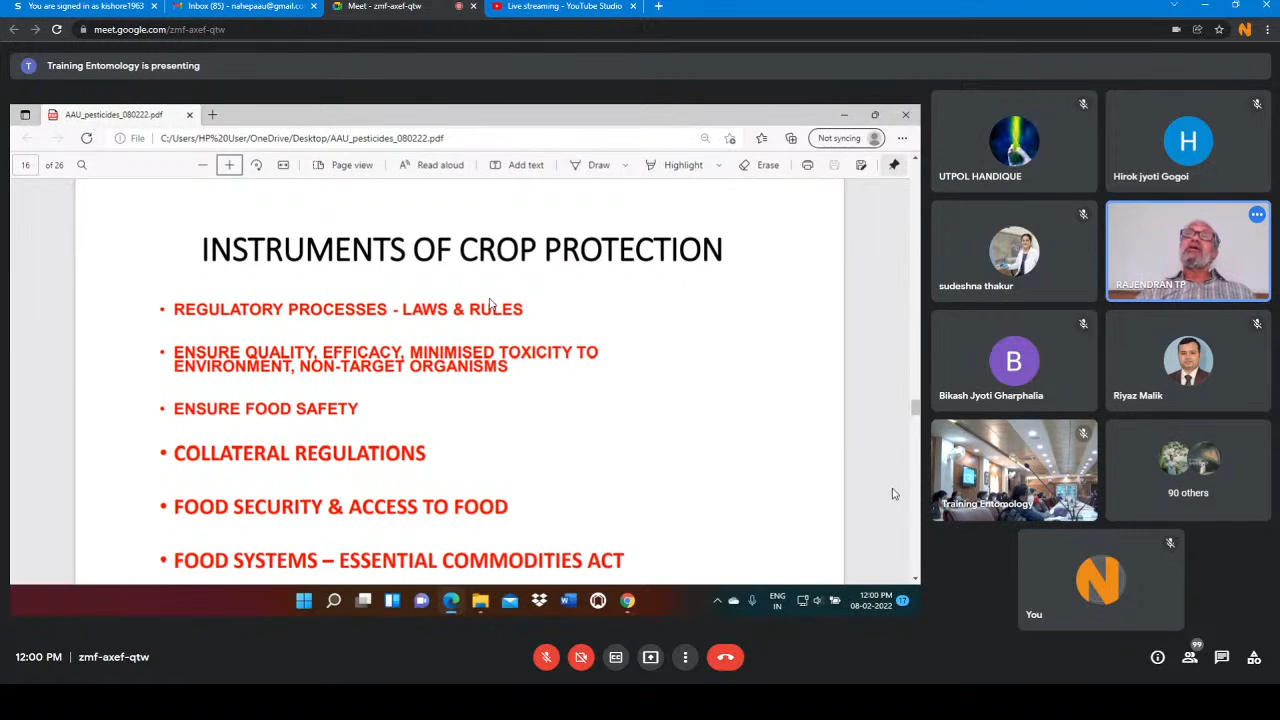 You are signed in as kishore1963
Inbox (85) - nahepaau@gmail.co
Meet - zmf-axef-qtw
Live streaming - YouTube Studio
meet.google.com/zmf-axef-qtw
T Training Entomology is presenting
AAU_pesticides_080222.pdf
File C:/Users/HP%20User/OneDrive/Desktop/AAU_pesticides_080222.pdf
Not syncing
16 of 26
Page view
Read aloud
Add text
Draw
Highlight
Erase
INSTRUMENTS OF CROP PROTECTION
• REGULATORY PROCESSES - LAWS & RULES
• ENSURE QUALITY, EFFICACY, MINIMISED TOXICITY TO
ENVIRONMENT, NON-TARGET ORGANISMS
• ENSURE FOOD SAFETY
• COLLATERAL REGULATIONS
• FOOD SECURITY & ACCESS TO FOOD
• FOOD SYSTEMS – ESSENTIAL COMMODITIES ACT
ENG
IN
12:00 PM
08-02-2022
17
UTPOL HANDIQUE
H
Hirok jyoti Gogoi
sudeshna thakur
RAJENDRAN TP
B
Bikash Jyoti Gharphalia
Riyaz Malik
Training Entomology
90 others
N
You
12:00 PM | zmf-axef-qtw
99